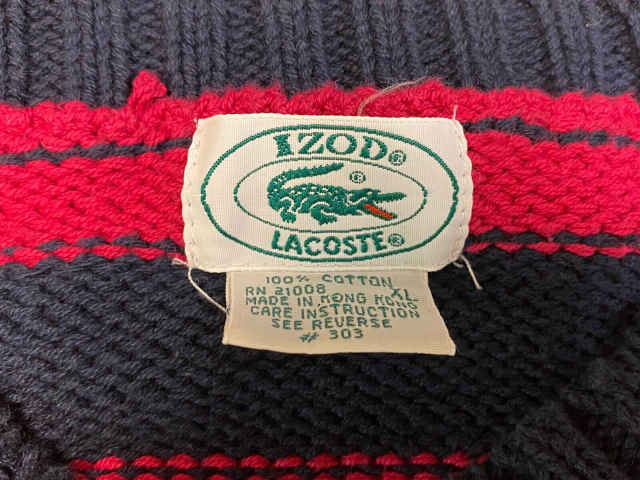 IZOD®
®
LACOSTE®
100% COTTON
RN 21008 XL
MADE IN HONG KONG
CARE INSTRUCTION
SEE REVERSE
# 303